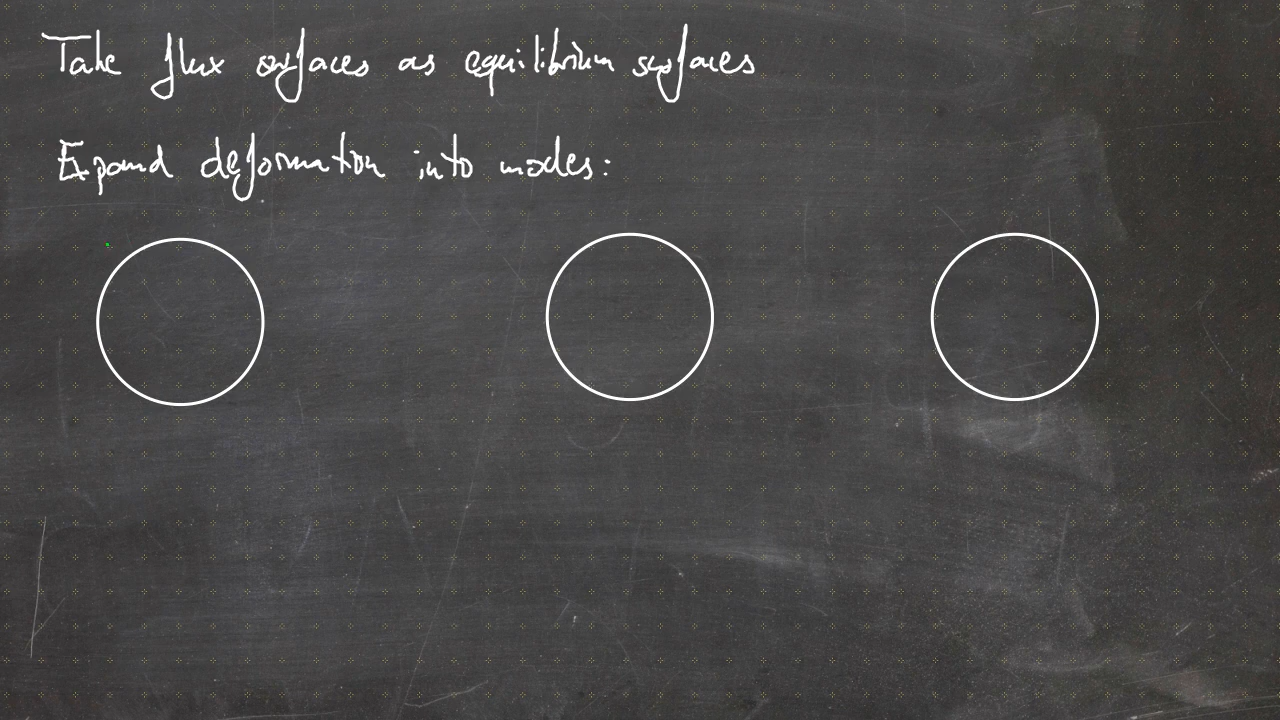 Take flux surfaces as equilibrium surfaces
Expand deformation into modes: